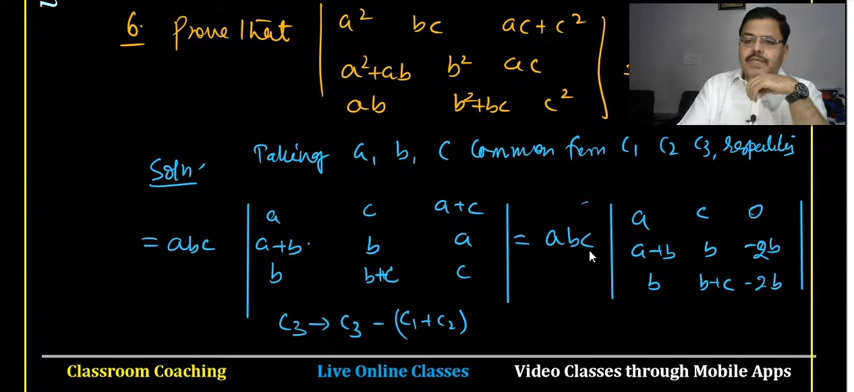 6. Prove that | a² bc ac+c² |
| a²+ab b² ac | =
| ab b²+bc c² |
Soln: Taking a, b, c common from C1 C2 C3, respectively
= abc | a c a+c | = abc | a c 0 |
| a+b b a | | a+b b -2b |
| b b+c c | | b b+c -2b |
C3 → C3 - (C1+C2)
Classroom Coaching Live Online Classes Video Classes through Mobile Apps